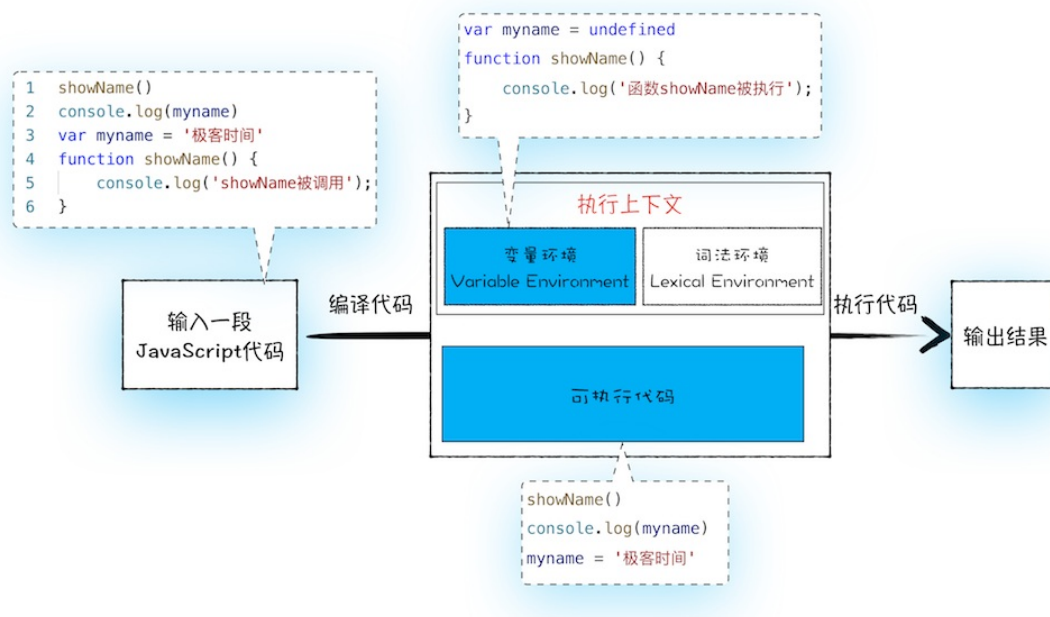 var myname = undefined
function showName() {
    console.log('函数showName被执行');
}
1 showName()
2 console.log(myname)
3 var myname = '极客时间'
4 function showName() {
5     console.log('showName被调用');
6 }
执行上下文
变量环境
Variable Environment
词法环境
Lexical Environment
编译代码
执行代码
输入一段
JavaScript代码
输出结果
可执行代码
showName()
console.log(myname)
myname = '极客时间'